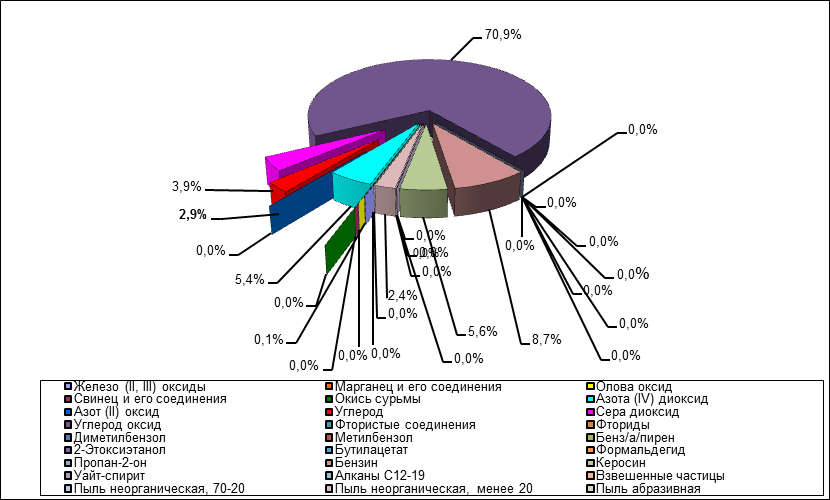 70,9%
0,0%
3,9%
2,9%
0,0%
0,0%
0,0%
0,0%
0,0%
0,0%
0,0%
0,0%
5,4%
0,0%
0,0%
2,4%
0,0%
0,0%
0,1%
5,6%
8,7%
0,0%
0,0%
0,0%
0,0%
0,0%
Железо (II, III) оксиды Марганец и его соединения Олова оксид
Свинец и его соединения Окись сурьмы Азота (IV) диоксид
Азот (II) оксид Углерод Сера диоксид
Углерод оксид Фтористые соединения Фториды
Диметилбензол Метилбензол Бенз/а/пирен
2-Этоксиэтанол Бутилацетат Формальдегид
Пропан-2-он Бензин Керосин
Уайт-спирит Алканы С12-19 Взвешенные частицы
Пыль неорганическая, 70-20 Пыль неорганическая, менее 20 Пыль абразивная